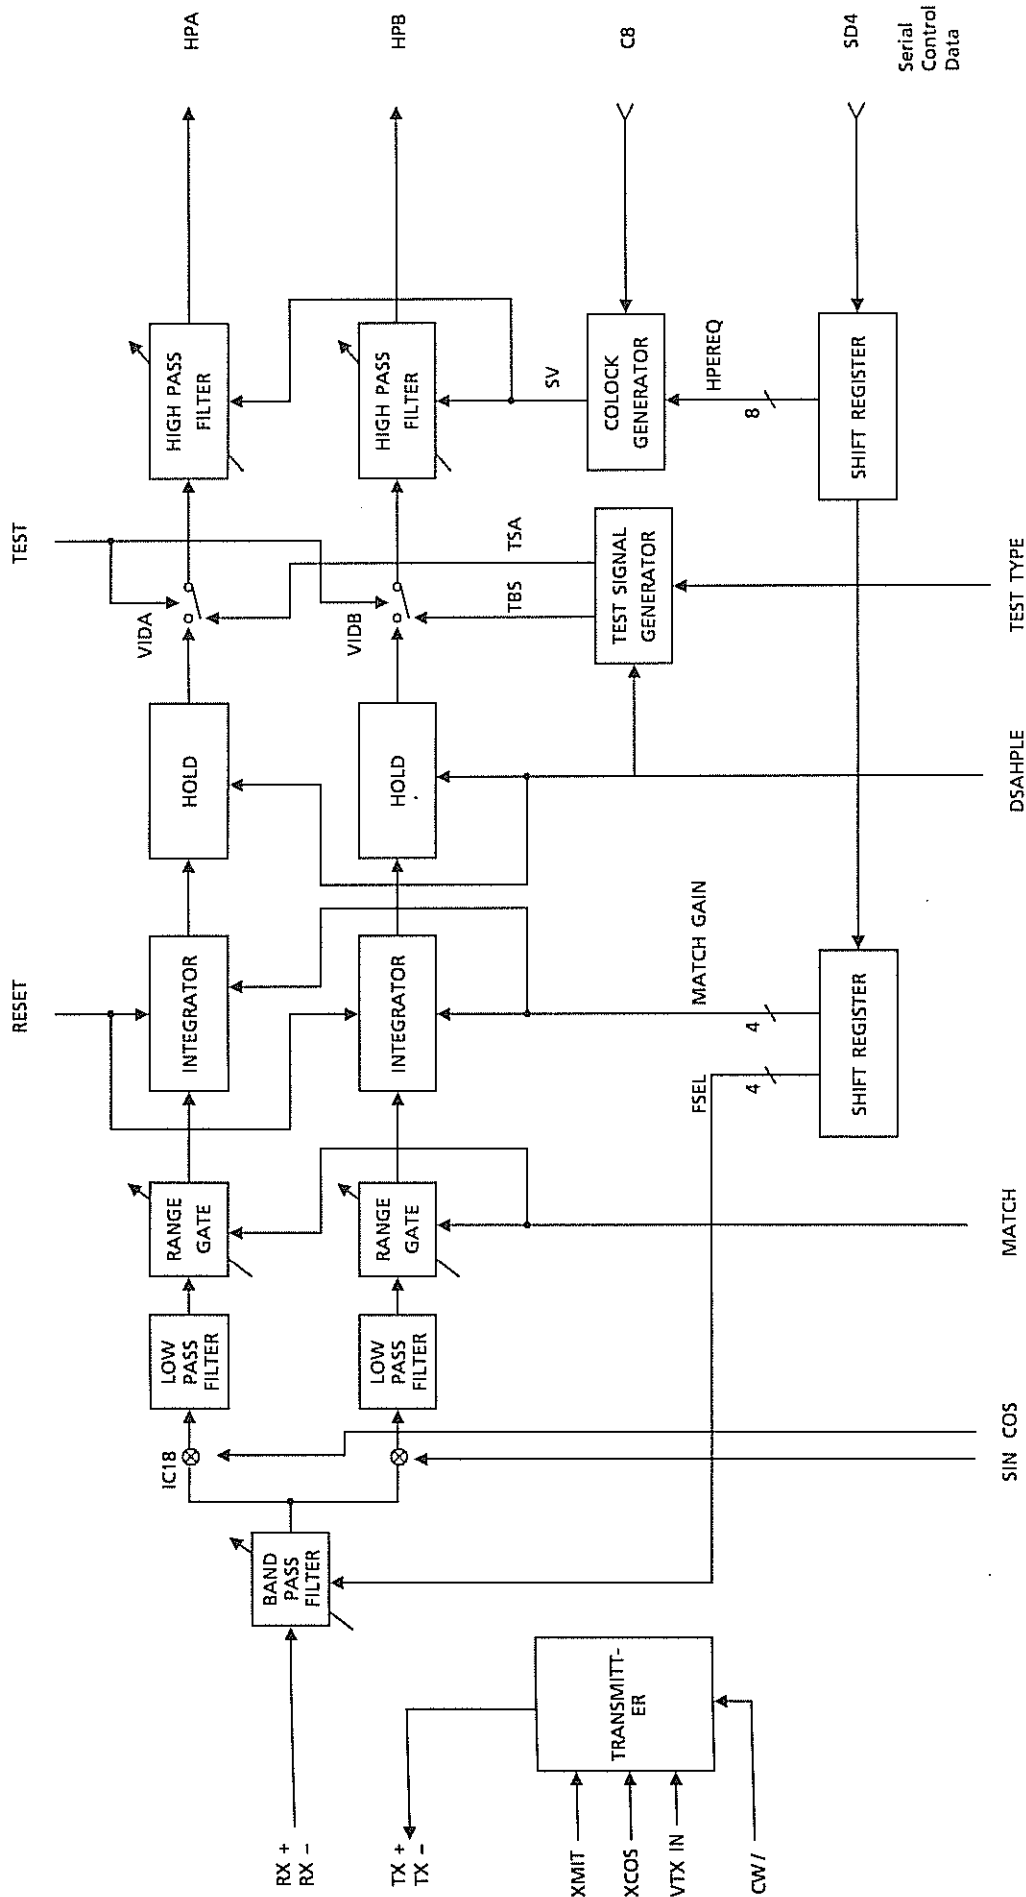 RESET
TEST
IC18
LOW
PASS
FILTER
RANGE
GATE
INTEGRATOR
HOLD
VIDA
HIGH PASS
FILTER
HPA
RX +
RX -
BAND
PASS
FILTER
LOW
PASS
FILTER
RANGE
GATE
INTEGRATOR
HOLD
VIDB
HIGH PASS
FILTER
HPB
TX +
TX -
TBS
TSA
SV
TRANSMITT-
ER
TEST SIGNAL
GENERATOR
COLOCK
GENERATOR
C8
XMIT
XCOS
VTX IN
CW /
FSEL
4
MATCH GAIN
4
HPEREQ
8
SHIFT REGISTER
SHIFT REGISTER
SD4
Serial
Control
Data
SIN COS
MATCH
DSAHPLE
TEST TYPE